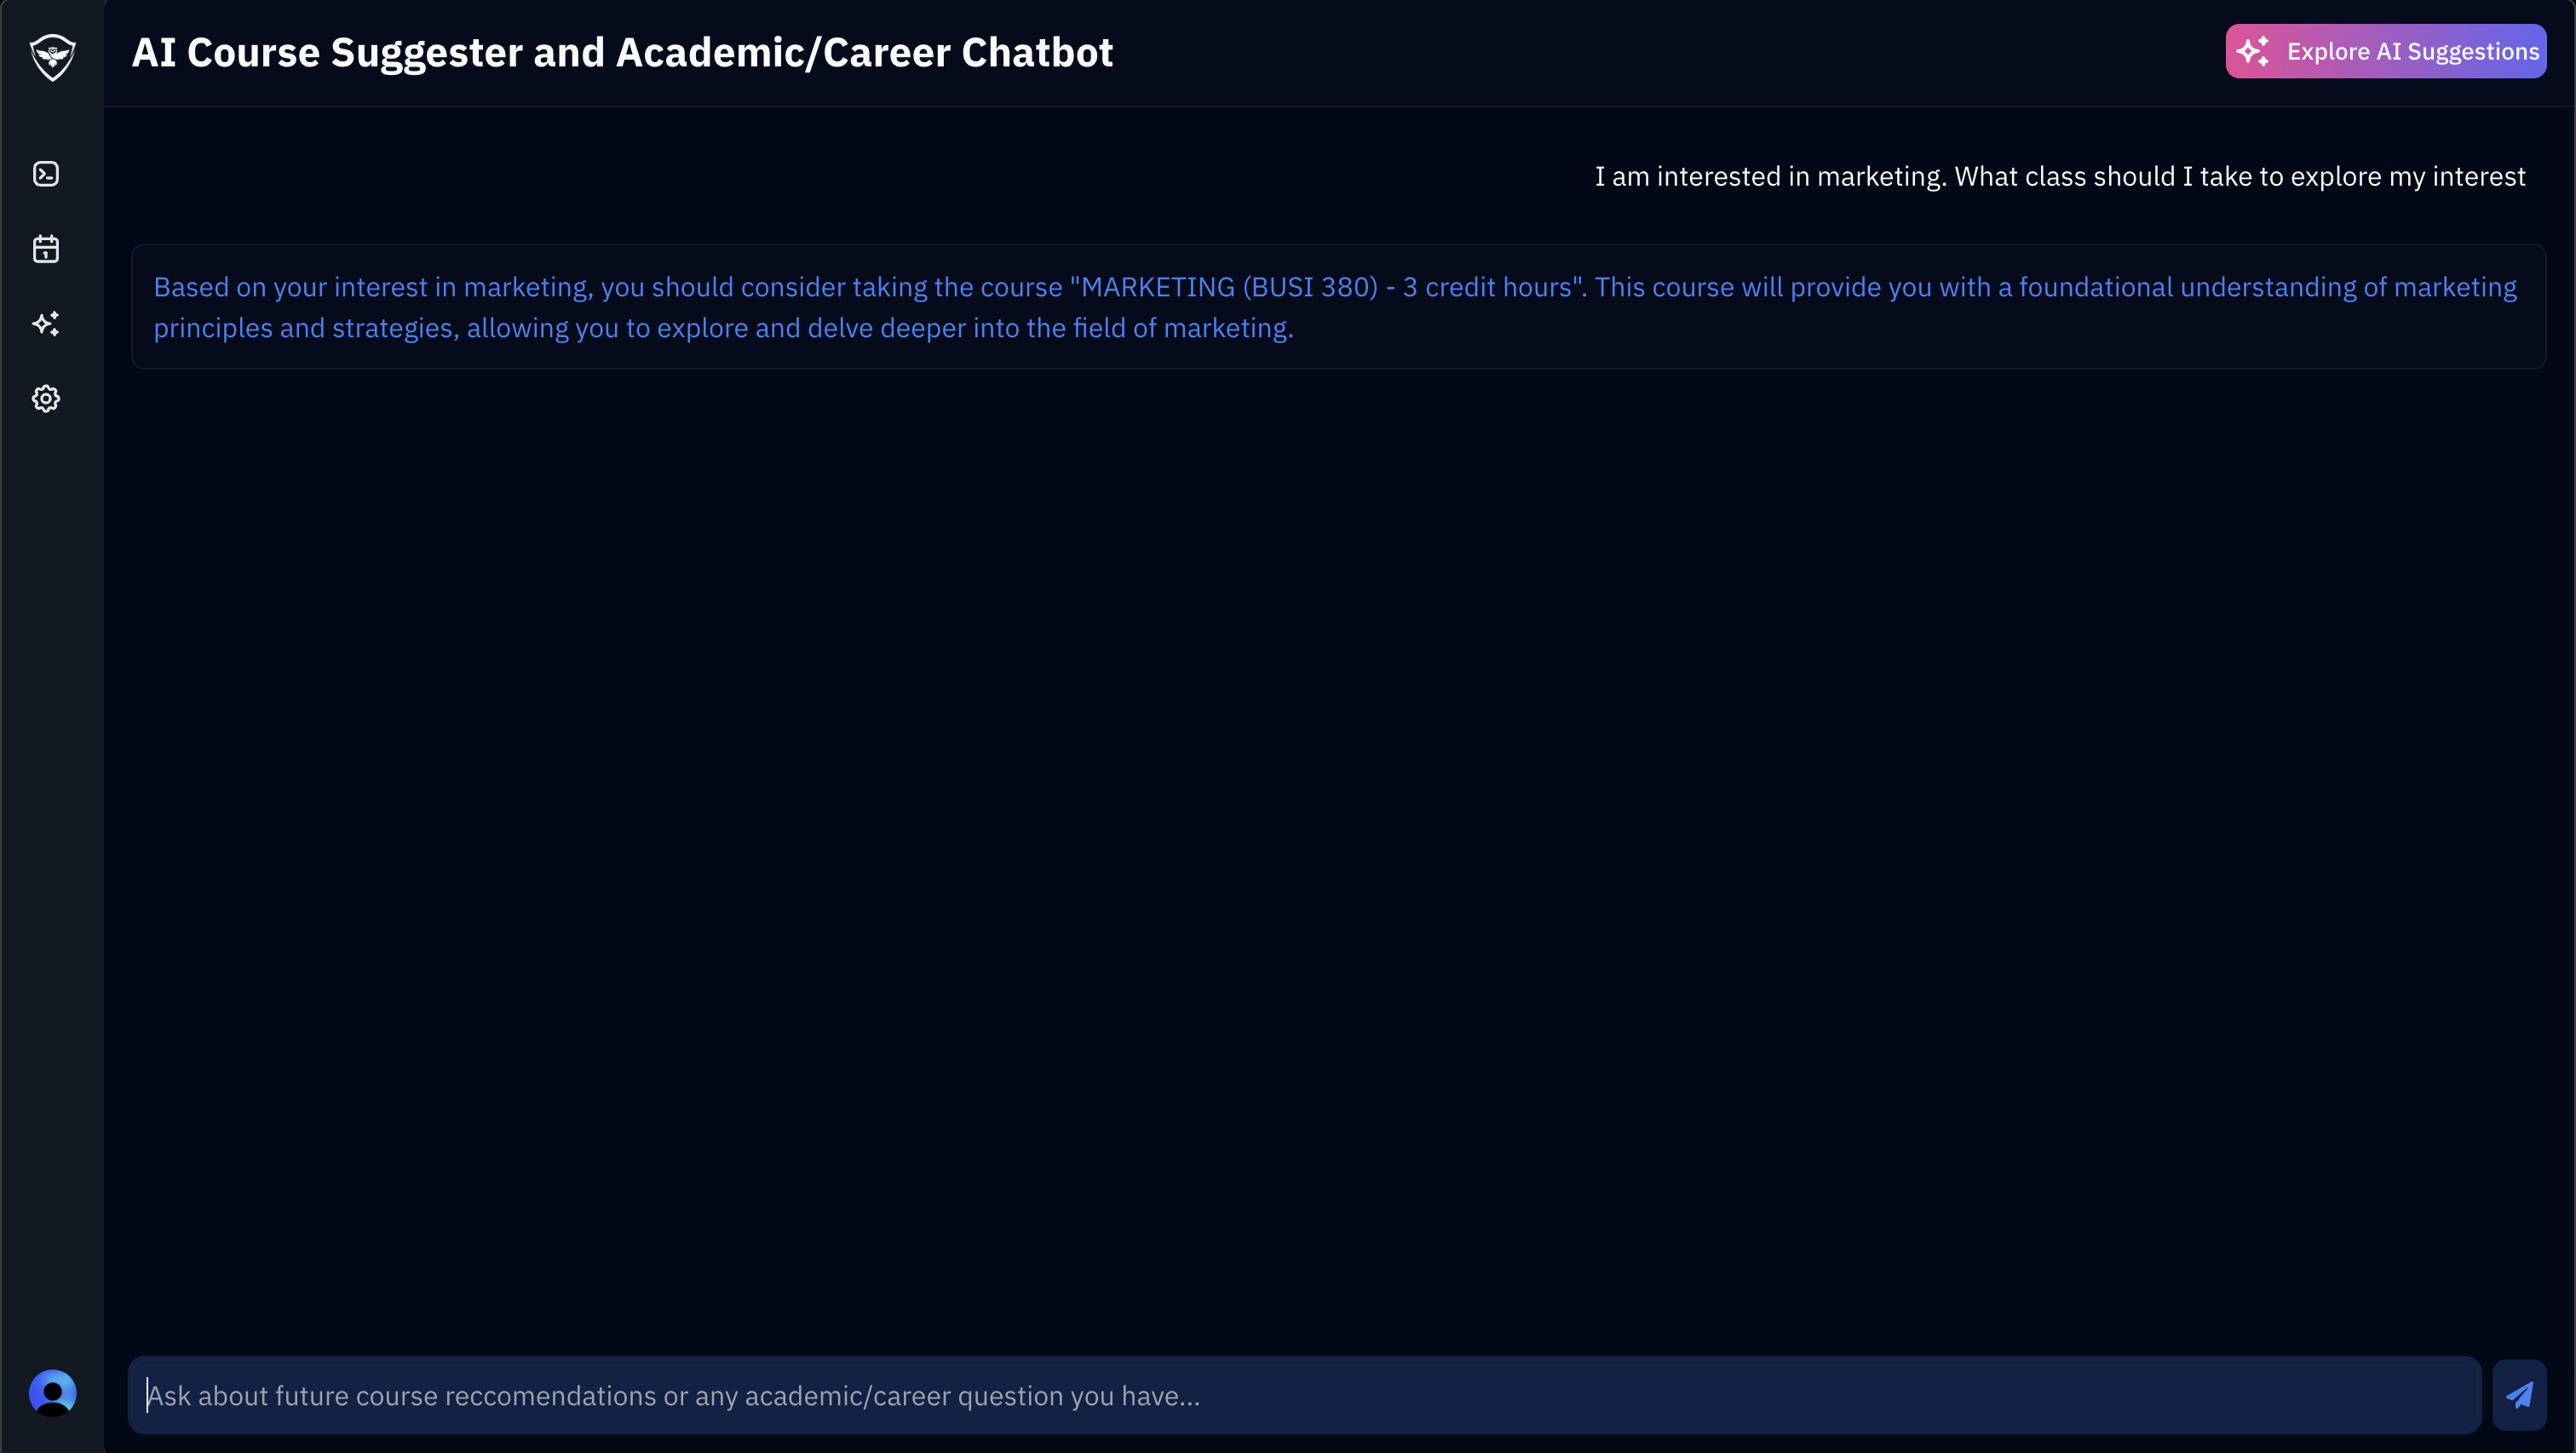 AI Course Suggester and Academic/Career Chatbot
Explore AI Suggestions
I am interested in marketing. What class should I take to explore my interest
Based on your interest in marketing, you should consider taking the course "MARKETING (BUSI 380) - 3 credit hours". This course will provide you with a foundational understanding of marketing
principles and strategies, allowing you to explore and delve deeper into the field of marketing.
Ask about future course reccomendations or any academic/career question you have...